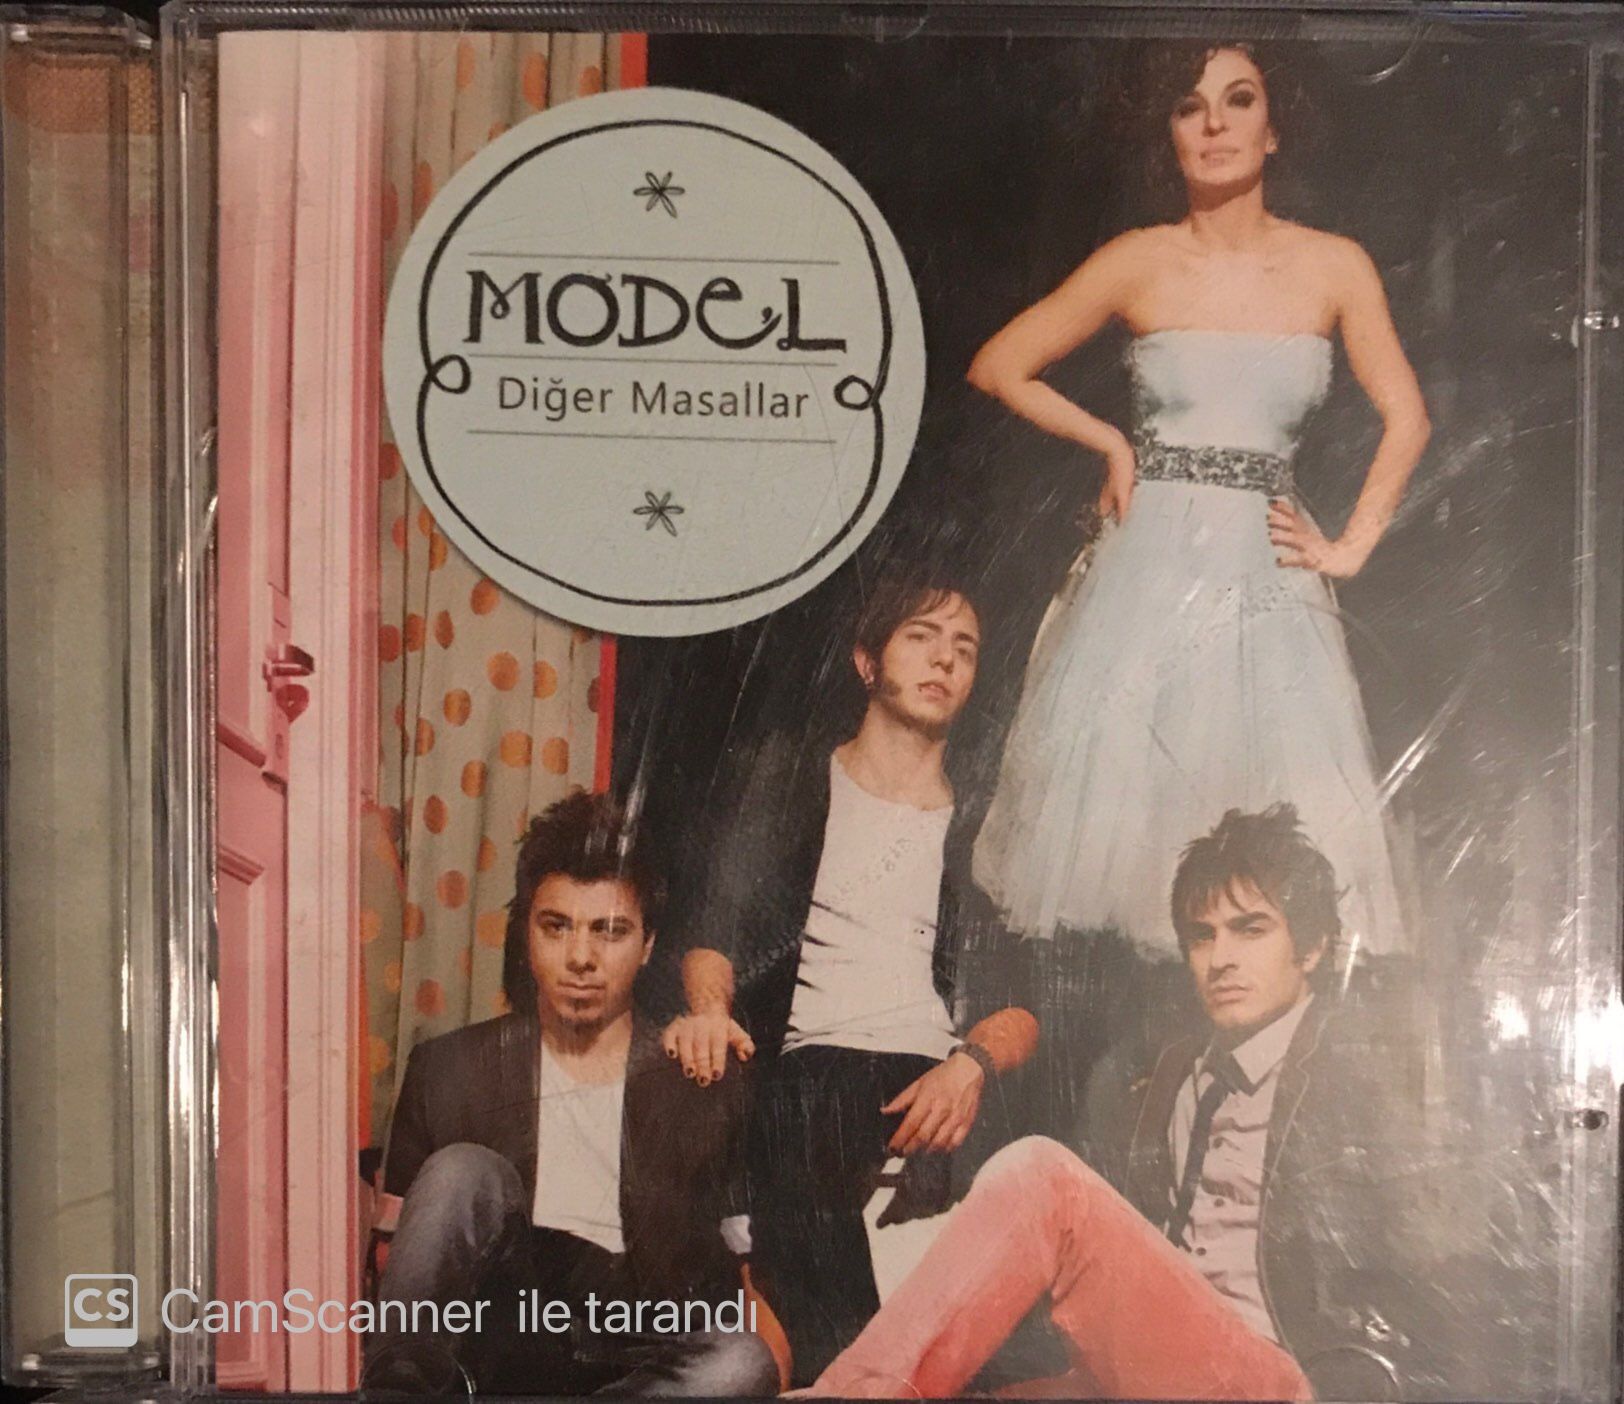 MODEL
Diğer Masallar
CS CamScanner ile tarandı